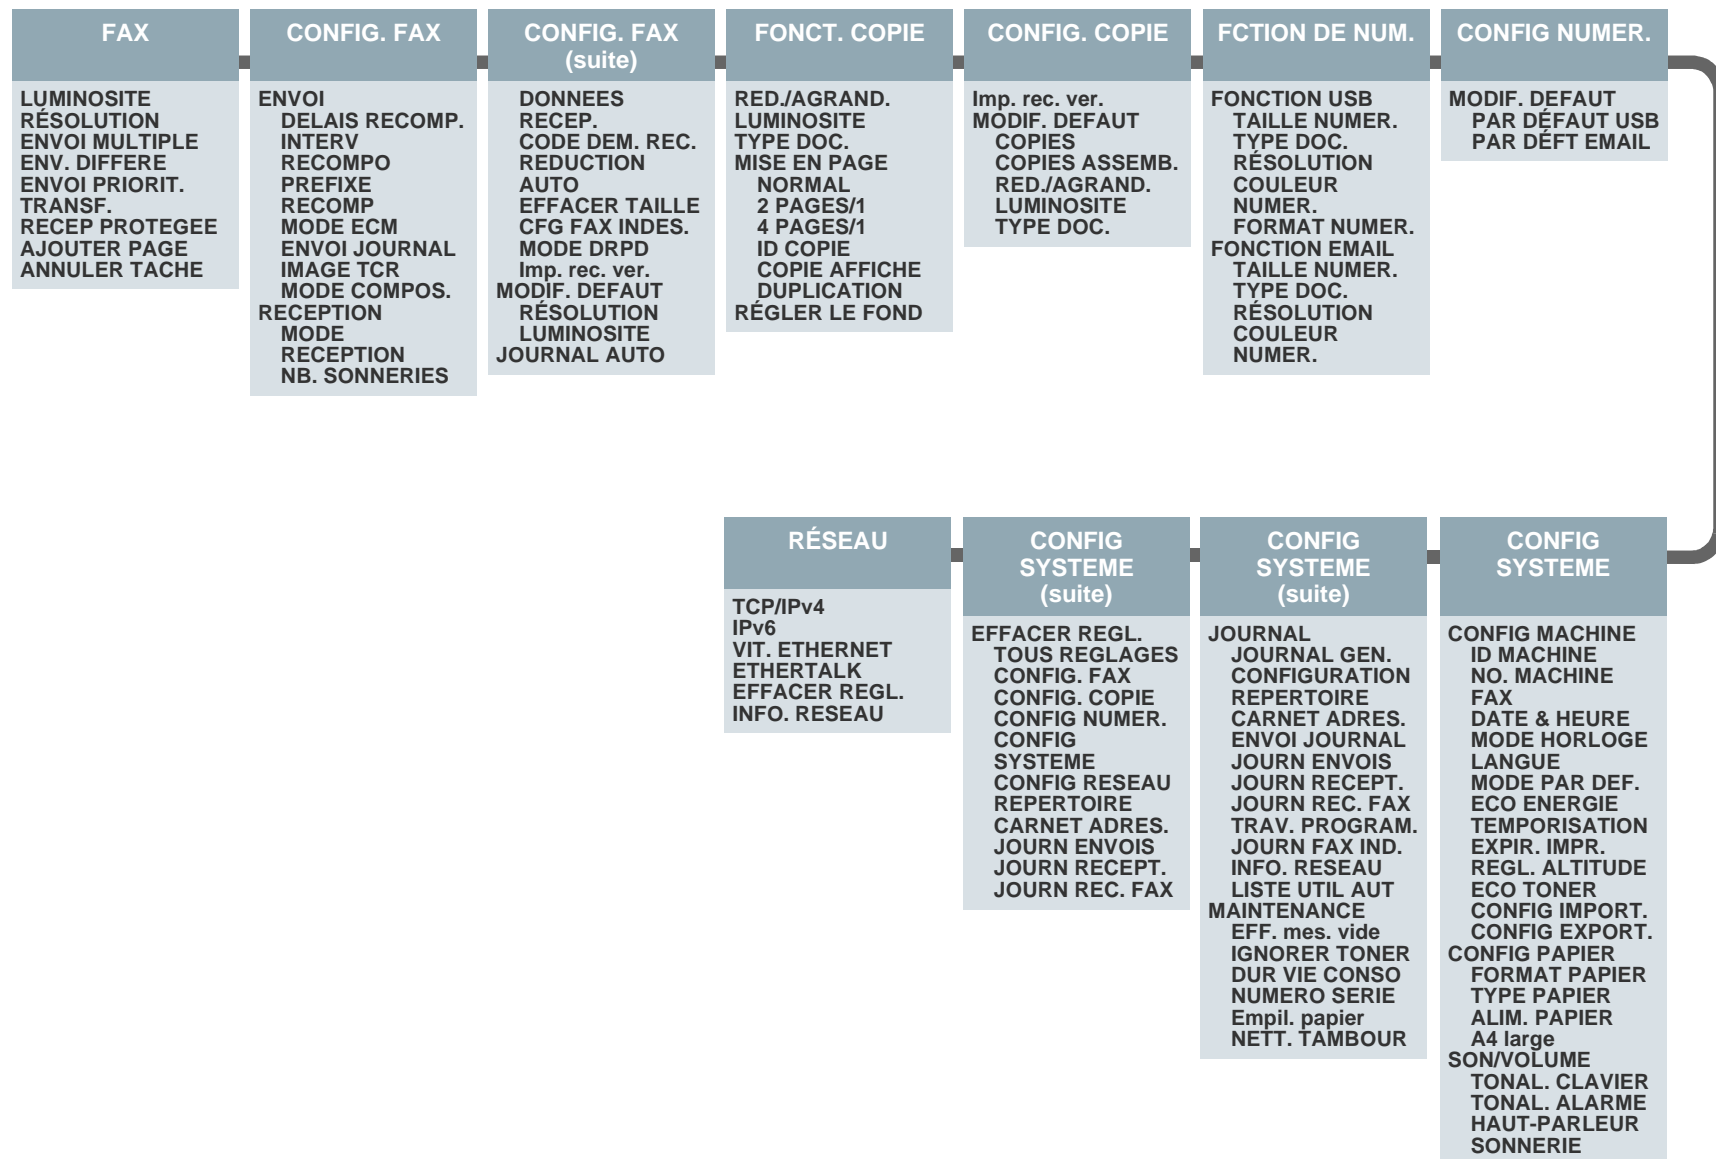 FAX
LUMINOSITE
RÉSOLUTION
ENVOI MULTIPLE
ENV. DIFFERE
ENVOI PRIORIT.
TRANSF.
RECEP PROTEGEE
AJOUTER PAGE
ANNULER TACHE
CONFIG. FAX
ENVOI
DELAIS RECOMP.
INTERV
RECOMPO
PREFIXE
RECOMP
MODE ECM
ENVOI JOURNAL
IMAGE TCR
MODE COMPOS.
RECEPTION
MODE
RECEPTION
NB. SONNERIES
CONFIG. FAX
(suite)
DONNEES
RECEP.
CODE DEM. REC.
REDUCTION
AUTO
EFFACER TAILLE
CFG FAX INDES.
MODE DRPD
Imp. rec. ver.
MODIF. DEFAUT
RÉSOLUTION
LUMINOSITE
JOURNAL AUTO
FONCT. COPIE
RED./AGRAND.
LUMINOSITE
TYPE DOC.
MISE EN PAGE
NORMAL
2 PAGES/1
4 PAGES/1
ID COPIE
COPIE AFFICHE
DUPLICATION
RÉGLER LE FOND
CONFIG. COPIE
Imp. rec. ver.
MODIF. DEFAUT
COPIES
COPIES ASSEMB.
RED./AGRAND.
LUMINOSITE
TYPE DOC.
FCTION DE NUM.
FONCTION USB
TAILLE NUMER.
TYPE DOC.
RÉSOLUTION
COULEUR
NUMER.
FORMAT NUMER.
FONCTION EMAIL
TAILLE NUMER.
TYPE DOC.
RÉSOLUTION
COULEUR
NUMER.
CONFIG NUMER.
MODIF. DEFAUT
PAR DÉFAUT USB
PAR DÉFT EMAIL
RÉSEAU
TCP/IPv4
IPv6
VIT. ETHERNET
ETHERTALK
EFFACER REGL.
INFO. RESEAU
CONFIG
SYSTEME
(suite)
EFFACER REGL.
TOUS REGLAGES
CONFIG. FAX
CONFIG. COPIE
CONFIG NUMER.
CONFIG
SYSTEME
CONFIG RESEAU
REPERTOIRE
CARNET ADRES.
JOURN ENVOIS
JOURN RECEPT.
JOURN REC. FAX
CONFIG
SYSTEME
(suite)
JOURNAL
JOURNAL GEN.
CONFIGURATION
REPERTOIRE
CARNET ADRES.
ENVOI JOURNAL
JOURN ENVOIS
JOURN RECEPT.
JOURN REC. FAX
TRAV. PROGRAM.
JOURN FAX IND.
INFO. RESEAU
LISTE UTIL AUT
MAINTENANCE
EFF. mes. vide
IGNORER TONER
DUR VIE CONSO
NUMERO SERIE
Empil. papier
NETT. TAMBOUR
CONFIG
SYSTEME
CONFIG MACHINE
ID MACHINE
NO. MACHINE
FAX
DATE & HEURE
MODE HORLOGE
LANGUE
MODE PAR DEF.
ECO ENERGIE
TEMPORISATION
EXPIR. IMPR.
REGL. ALTITUDE
ECO TONER
CONFIG IMPORT.
CONFIG EXPORT.
CONFIG PAPIER
FORMAT PAPIER
TYPE PAPIER
ALIM. PAPIER
A4 large
SON/VOLUME
TONAL. CLAVIER
TONAL. ALARME
HAUT-PARLEUR
SONNERIE